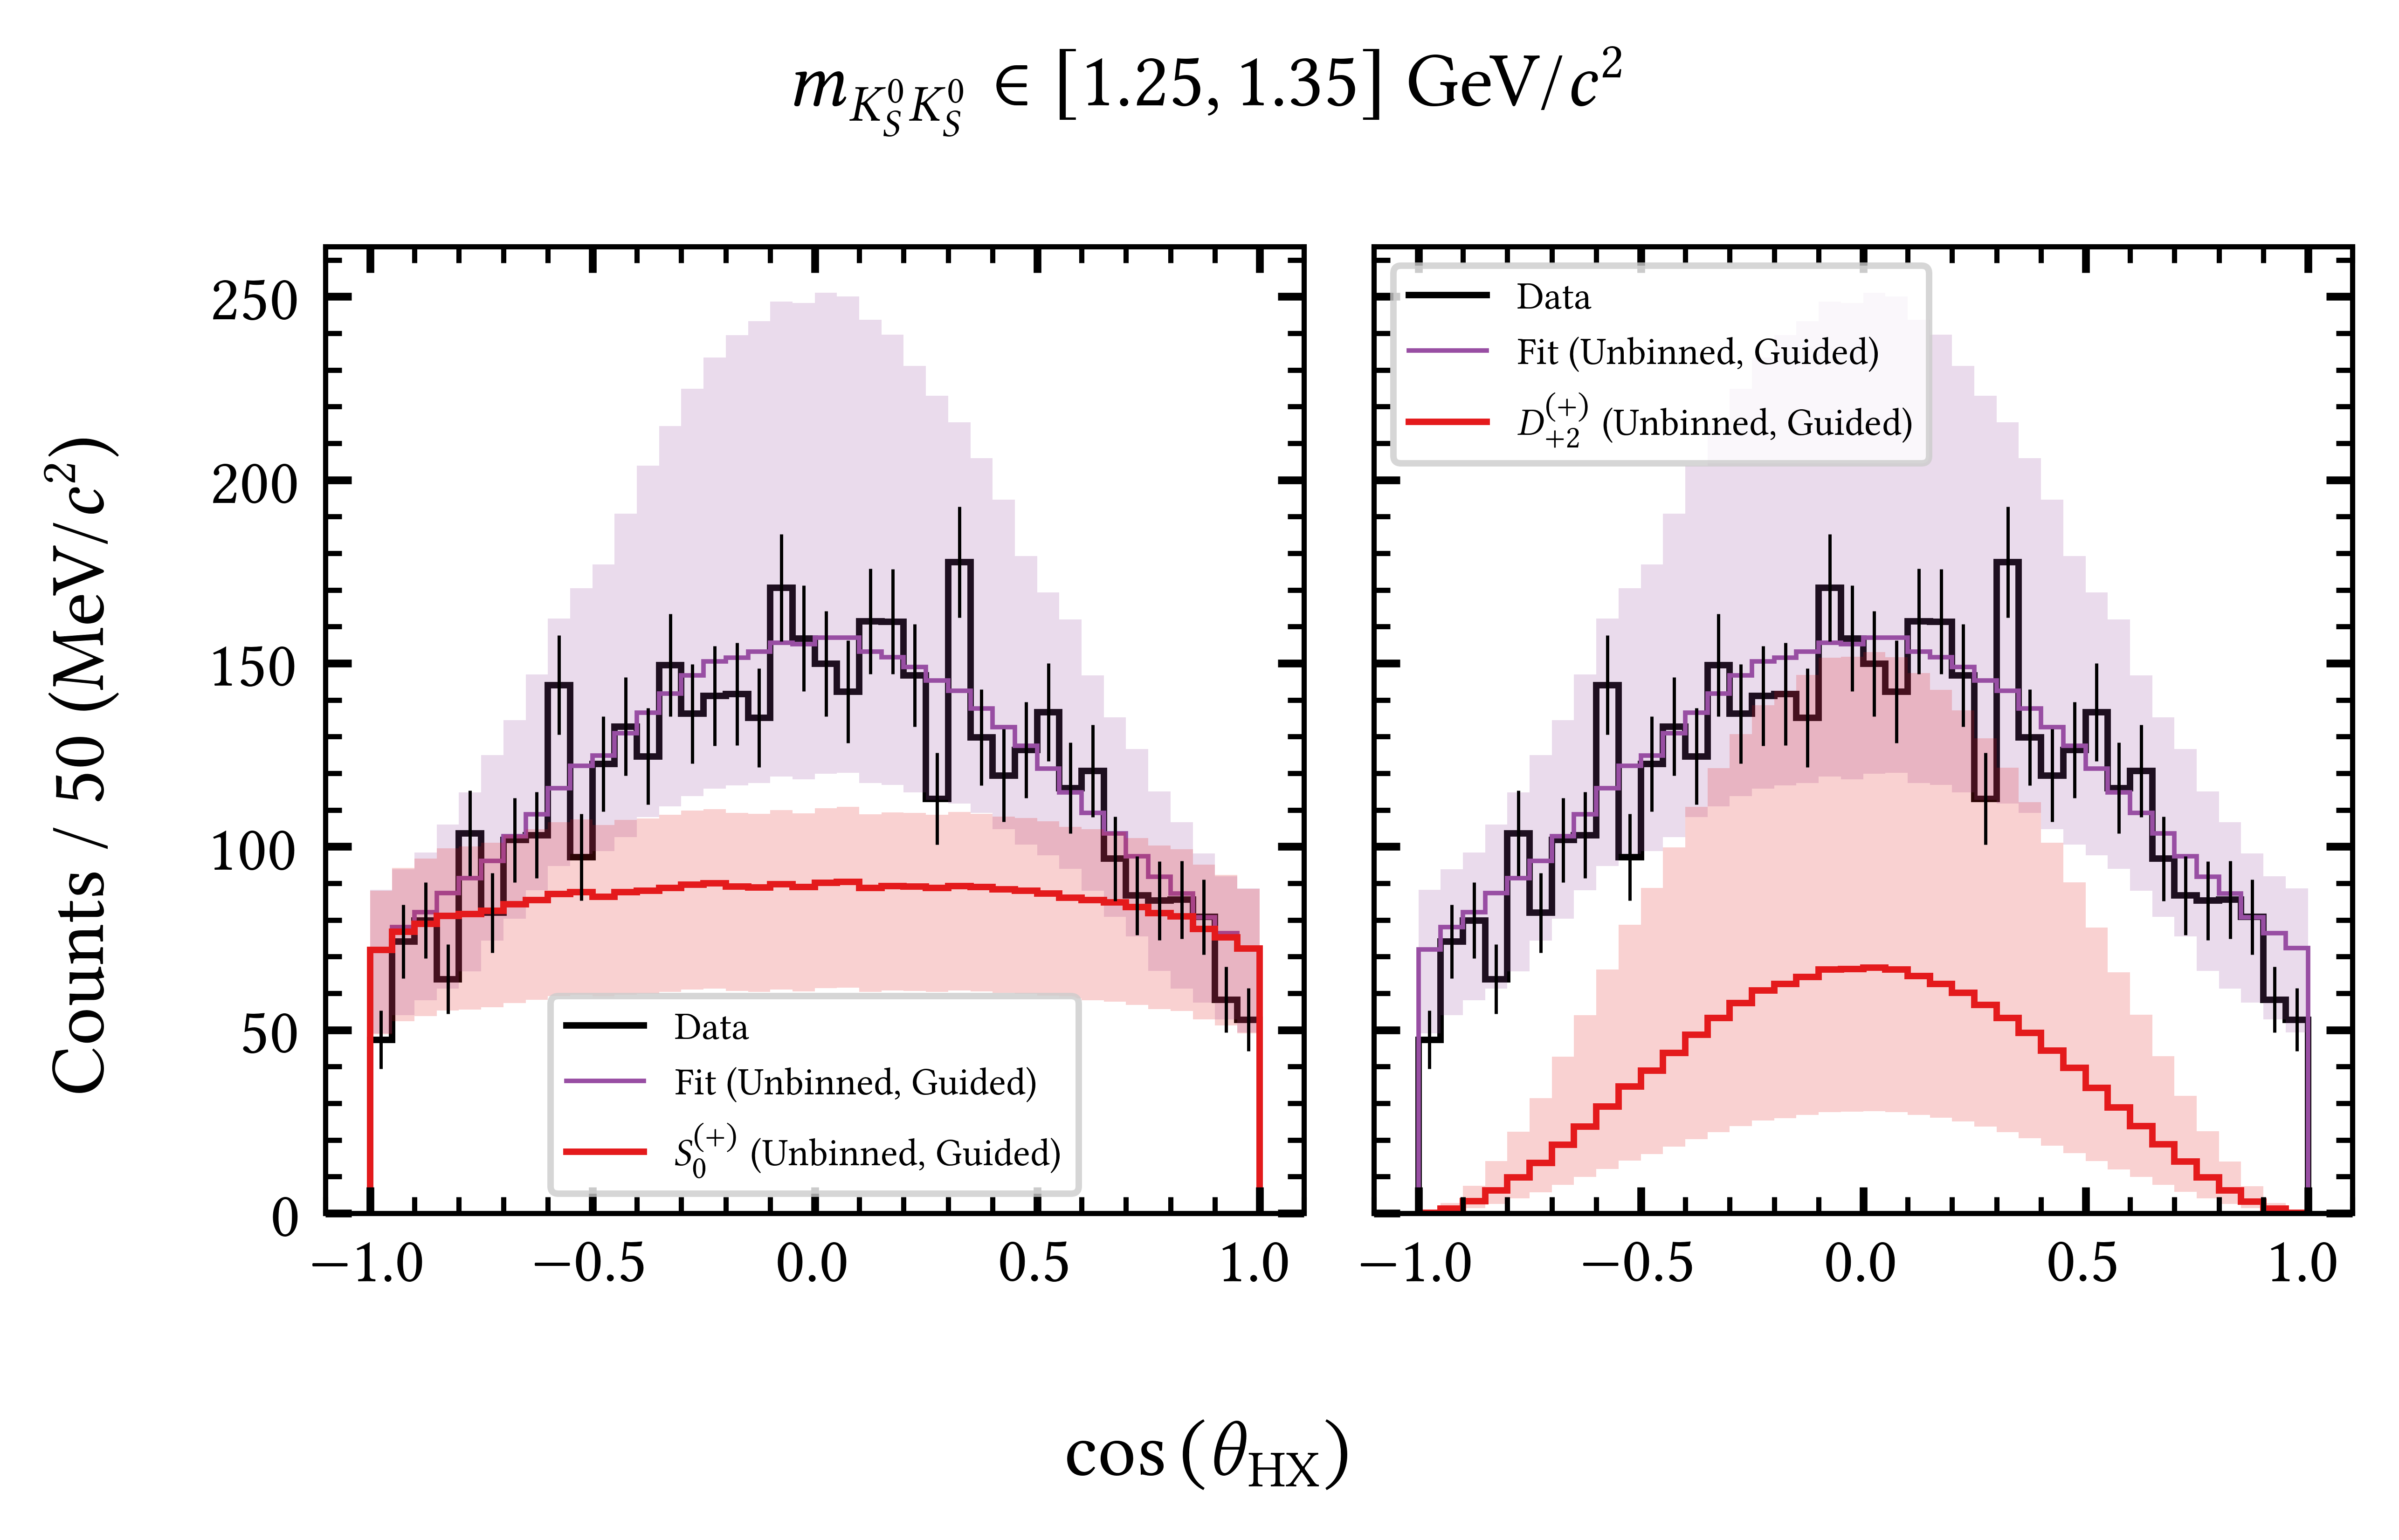 m_{K_S^0 K_S^0} ∈ [1.25, 1.35] GeV/c²
Counts / 50 (MeV/c²)
250
200
150
100
50
0
Data
Fit (Unbinned, Guided)
S_0^{(+)} (Unbinned, Guided)
−1.0 −0.5 0.0 0.5 1.0
Data
Fit (Unbinned, Guided)
D_{+2}^{(+)} (Unbinned, Guided)
−1.0 −0.5 0.0 0.5 1.0
cos (θ_{HX})